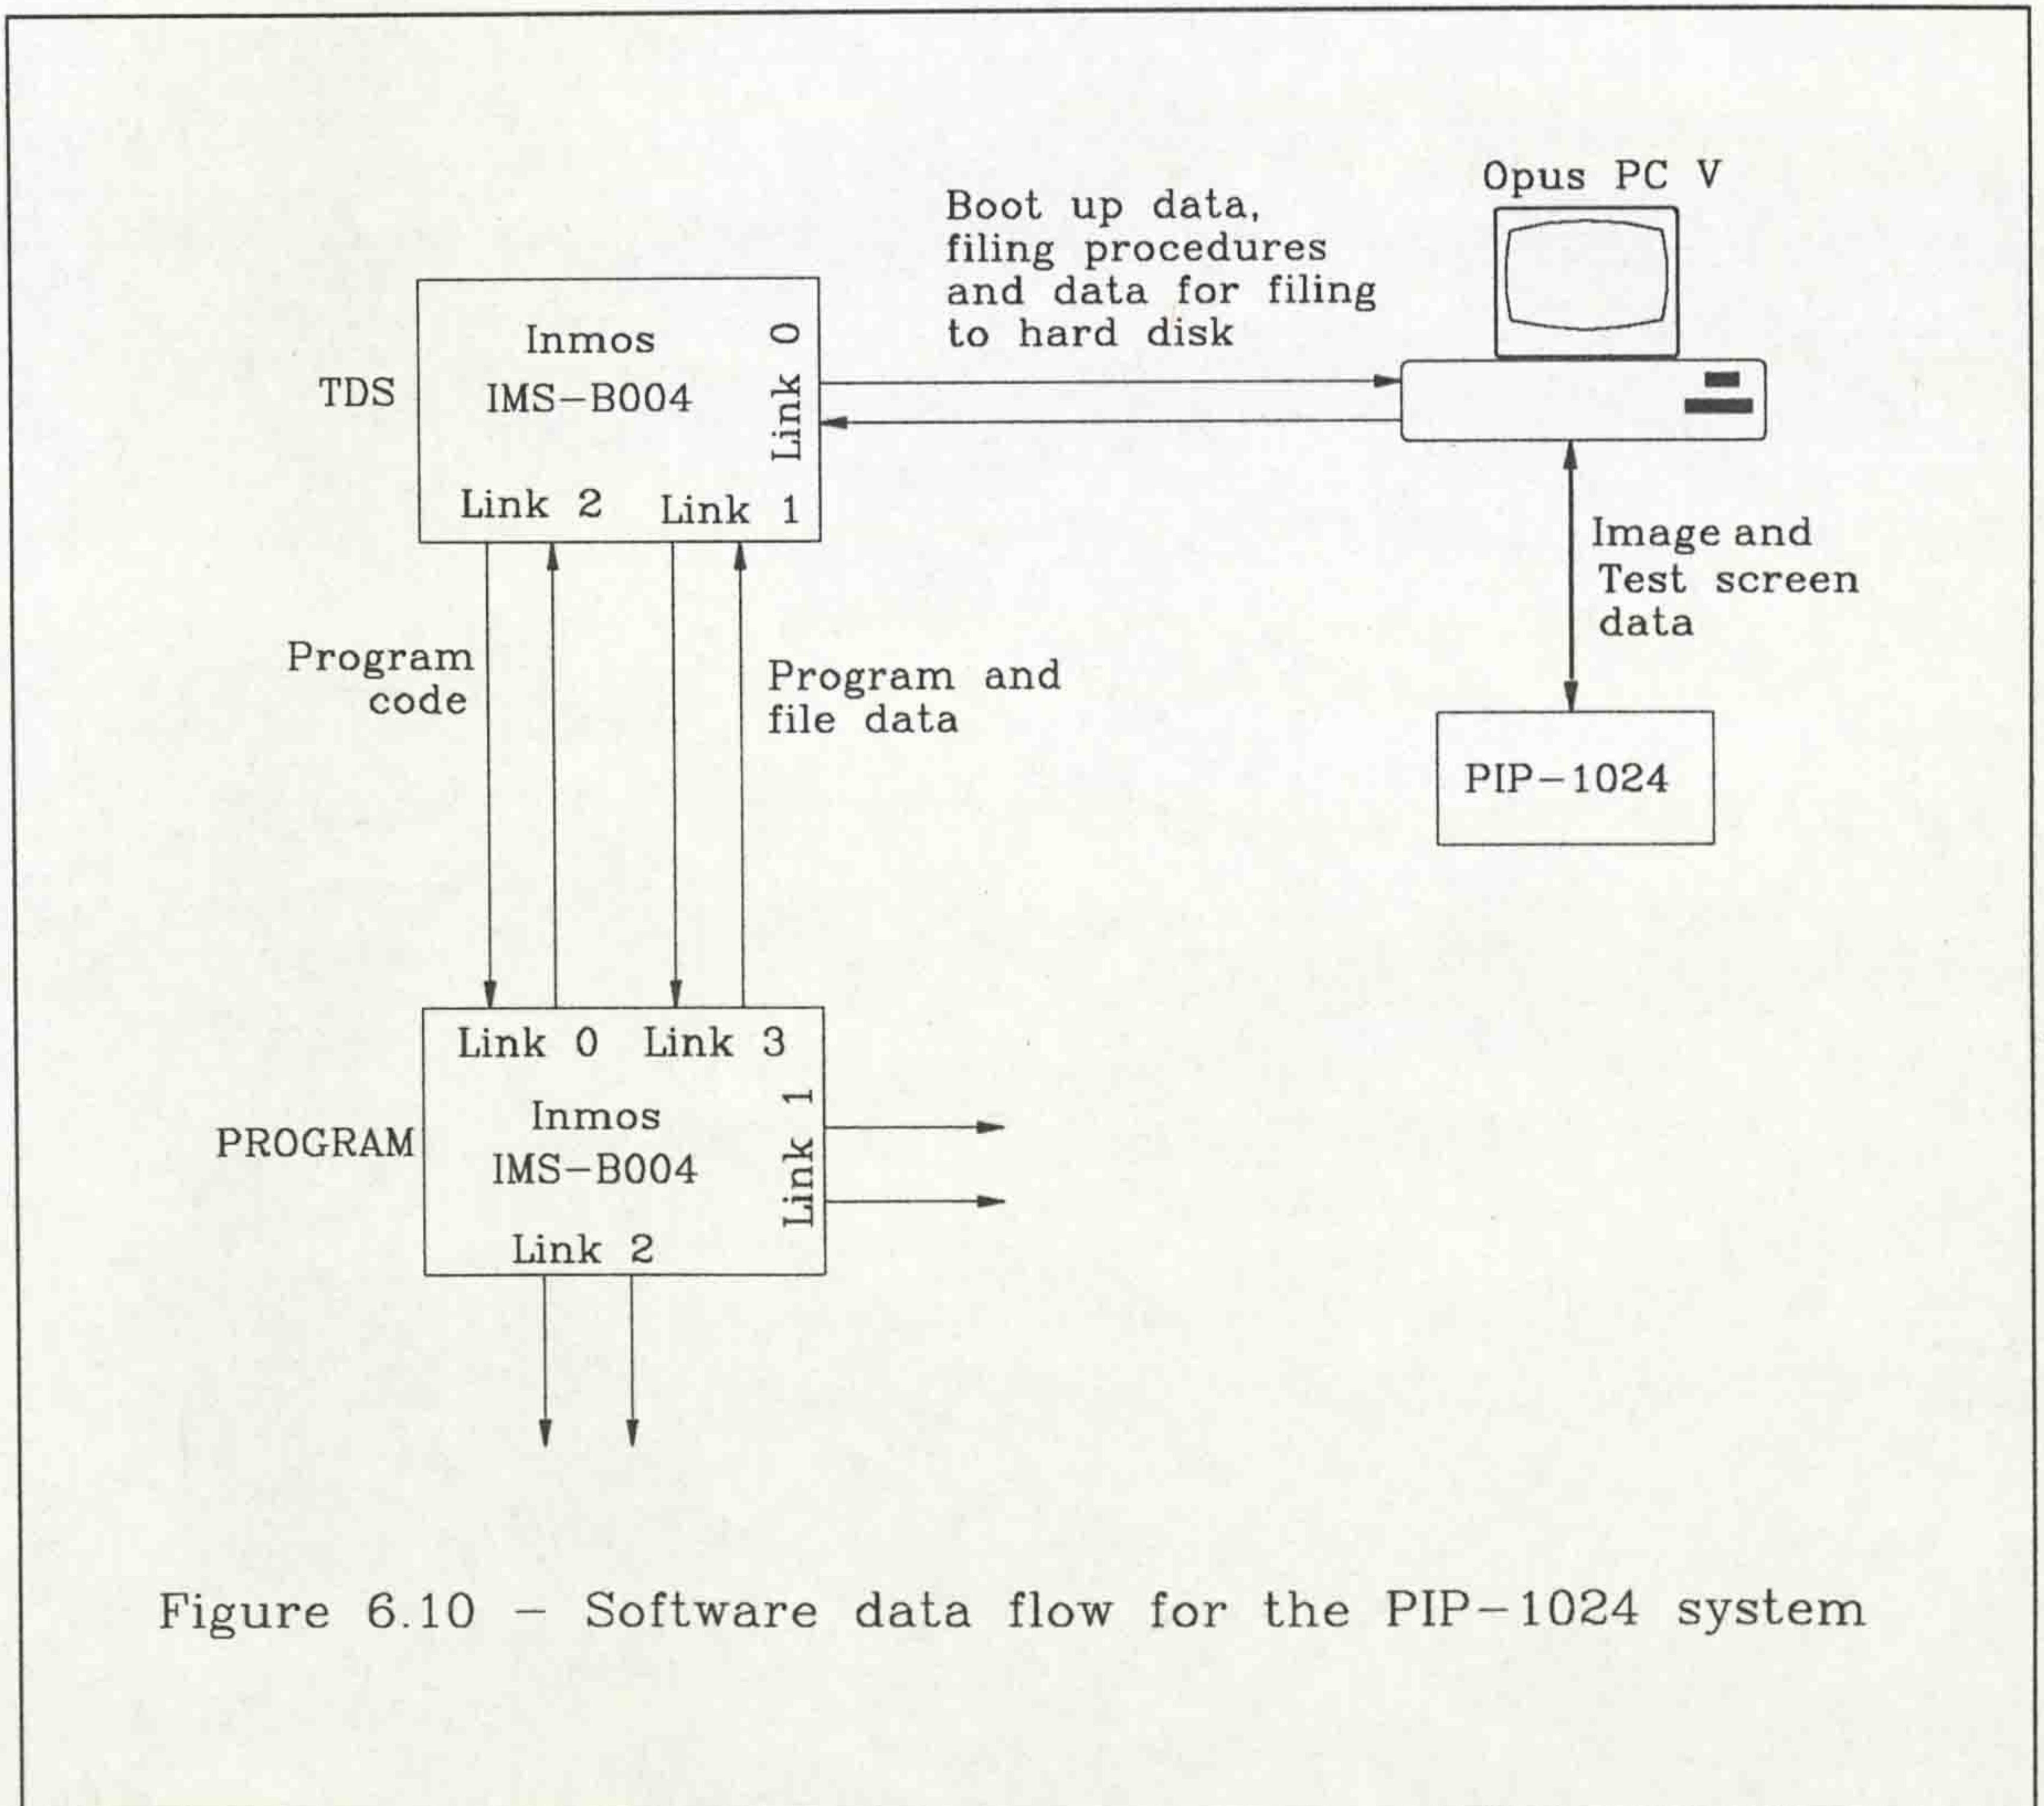 Opus PC V
Boot up data,
filing procedures
and data for filing
to hard disk
TDS
Inmos
IMS-B004
Link 0
Link 2
Link 1
Image and
Test screen
data
Program
code
Program and
file data
PIP-1024
PROGRAM
Link 0
Link 3
Inmos
IMS-B004
Link 1
Link 2
Figure 6.10 - Software data flow for the PIP-1024 system